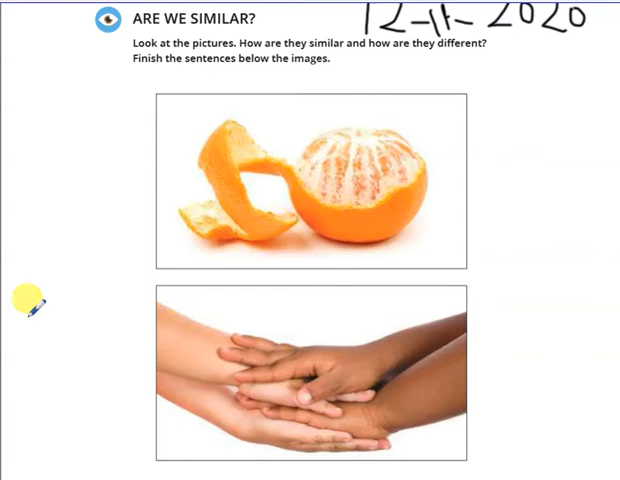 ARE WE SIMILAR?
12-11-2020
Look at the pictures. How are they similar and how are they different?
Finish the sentences below the images.